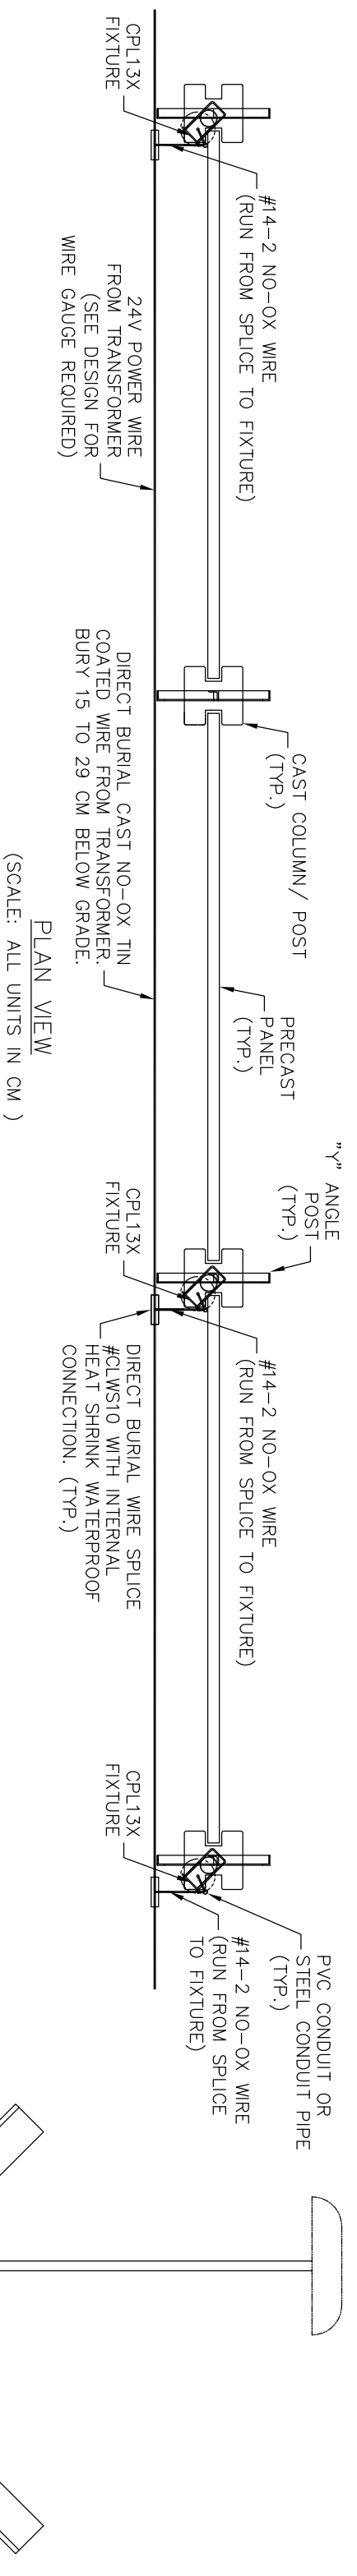 CPL13X
FIXTURE
#14-2 NO-OX WIRE
(RUN FROM SPLICE TO FIXTURE)
24V POWER WIRE
FROM TRANSFORMER
(SEE DESIGN FOR
WIRE GAUGE REQUIRED)
CAST COLUMN/ POST
(TYP.)
DIRECT BURIAL CAST NO-OX TIN
COATED WIRE FROM TRANSFORMER.
BURY 15 TO 29 CM BELOW GRADE.
PLAN VIEW
(SCALE: ALL UNITS IN CM )
PRECAST
PANEL
(TYP.)
"Y" ANGLE
POST
(TYP.)
CPL13X
FIXTURE
#14-2 NO-OX WIRE
(RUN FROM SPLICE TO FIXTURE)
DIRECT BURIAL WIRE SPLICE
#CLWS10 WITH INTERNAL
HEAT SHRINK WATERPROOF
CONNECTION. (TYP.)
CPL13X
FIXTURE
PVC CONDUIT OR
STEEL CONDUIT PIPE
(TYP.)
#14-2 NO-OX WIRE
(RUN FROM SPLICE
TO FIXTURE)